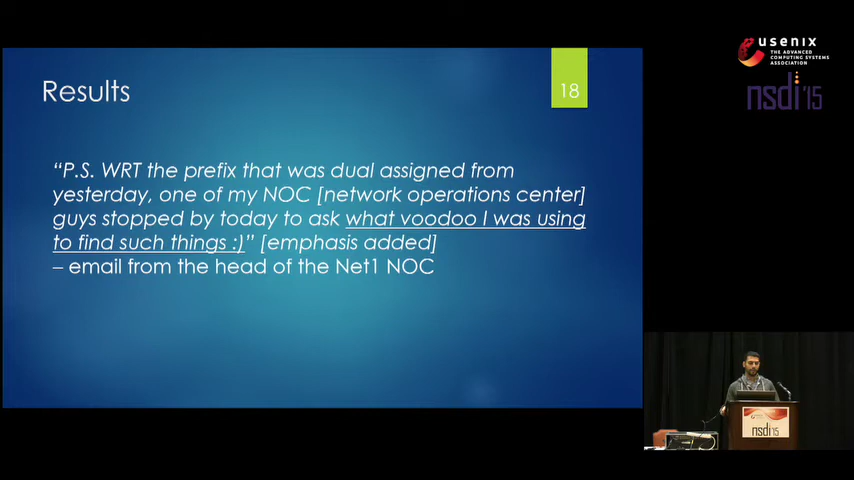 Results
18
“P.S. WRT the prefix that was dual assigned from
yesterday, one of my NOC [network operations center]
guys stopped by today to ask what voodoo I was using
to find such things :)” [emphasis added]
– email from the head of the Net1 NOC
usenix
THE ADVANCED
COMPUTING SYSTEMS
ASSOCIATION
nsdi '15
nsdi'15